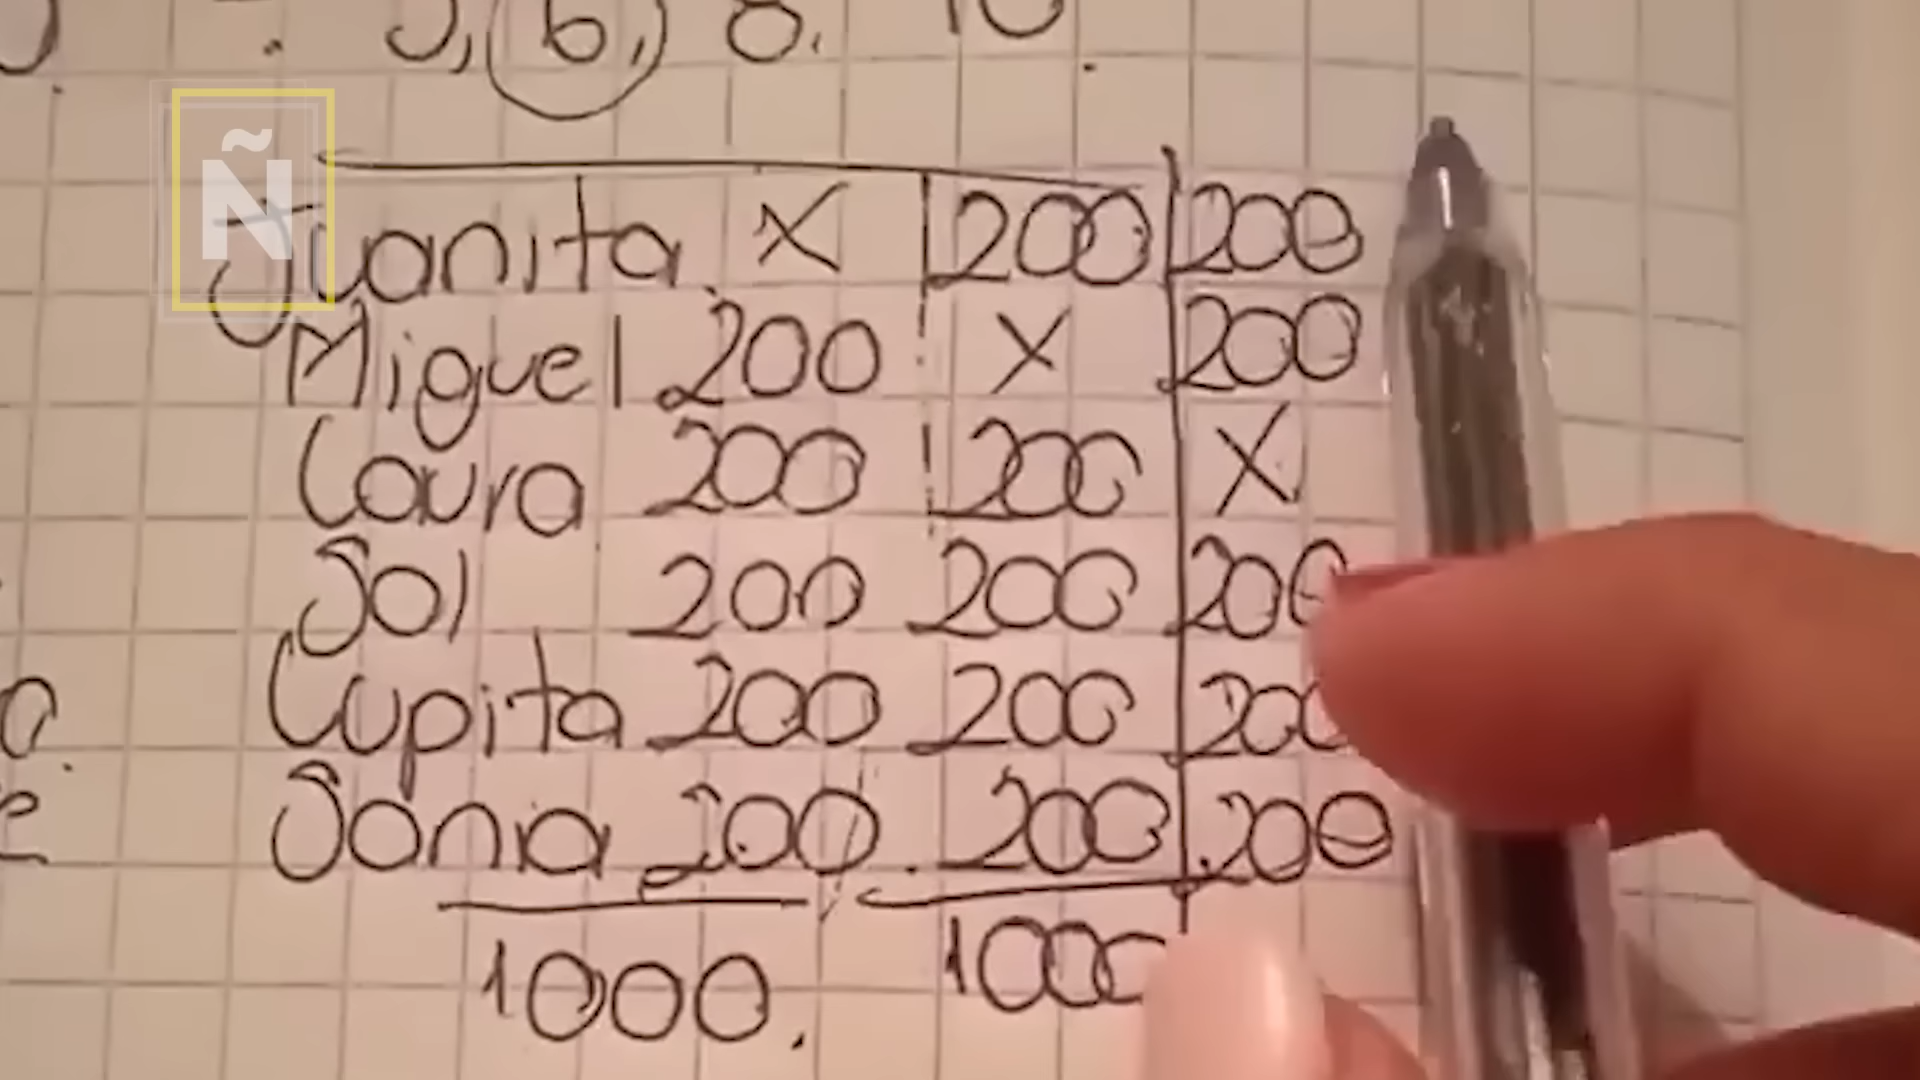 5, 6, 8. 10
Ñ
Juanita X 200 200
Miguel 200 X 200
Laura 200 200 X
Sol 200 200 200
Lupita 200 200 200
Sonia 200 200 200
1000. 1000